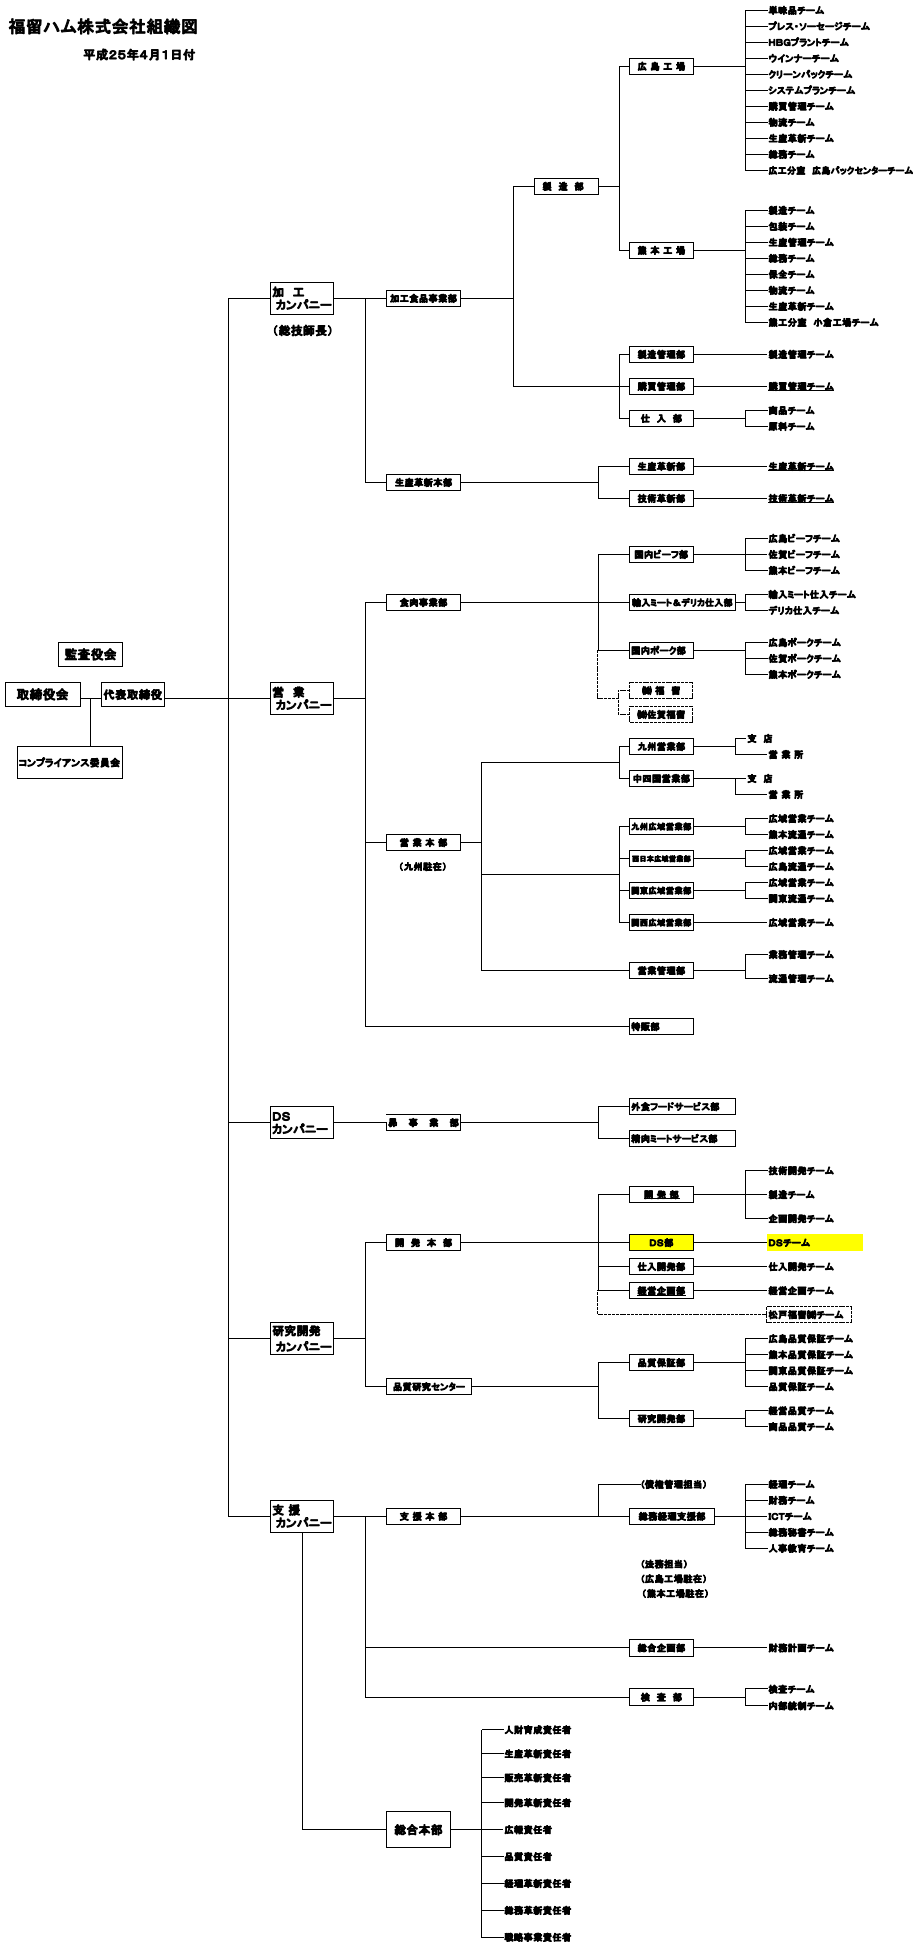 福留ハム株式会社組織図
平成25年4月1日付
監査役会
取締役会
代表取締役
コンプライアンス委員会
加 工
カンパニー
（総技師長）
加工食品事業部
製 造 部
広 島 工 場
単味品チーム
プレス・ソーセージチーム
HBGプラントチーム
ウインナーチーム
クリーンパックチーム
システムプランチーム
購買管理チーム
物流チーム
生産革新チーム
総務チーム
広工分室 広島パックセンターチーム
熊 本 工 場
製造チーム
包装チーム
生産管理チーム
総務チーム
保全チーム
物流チーム
生産革新チーム
熊工分室 小倉工場チーム
製造管理部
製造管理チーム
購買管理部
購買管理チーム
仕 入 部
商品チーム
原料チーム
生産革新本部
生産革新部
生産革新チーム
技術革新部
技術革新チーム
営 業
カンパニー
食肉事業部
国内ビーフ部
広島ビーフチーム
佐賀ビーフチーム
熊本ビーフチーム
輸入ミート＆デリカ仕入部
輸入ミート仕入チーム
デリカ仕入チーム
国内ポーク部
広島ポークチーム
佐賀ポークチーム
熊本ポークチーム
㈱福 留
㈱佐賀福留
営 業 本 部
（九州駐在）
九州営業部
支 店
営 業 所
中四国営業部
支 店
営 業 所
九州広域営業部
広域営業チーム
熊本流通チーム
西日本広域営業部
広域営業チーム
広島流通チーム
関東広域営業部
広域営業チーム
関東流通チーム
関西広域営業部
広域営業チーム
営業管理部
業務管理チーム
流通管理チーム
特販部
DS
カンパニー
事 業 部
外食フードサービス部
精肉ミートサービス部
研究開発
カンパニー
開 発 本 部
開 発 部
技術開発チーム
製造チーム
企画開発チーム
DS部
DSチーム
仕入開発部
仕入開発チーム
経営企画部
経営企画チーム
松戸福留㈱チーム
品質研究センター
品質保証部
広島品質保証チーム
熊本品質保証チーム
関東品質保証チーム
品質保証チーム
研究開発部
経営品質チーム
商品品質チーム
支 援
カンパニー
支 援 本 部
（債権管理担当）
総務経理支援部
経理チーム
財務チーム
ICTチーム
総務秘書チーム
人事教育チーム
（法務担当）
（広島工場駐在）
（熊本工場駐在）
総合企画部
財務計画チーム
検 査 部
検査チーム
内部統制チーム
総合本部
人財育成責任者
生産革新責任者
販売革新責任者
開発革新責任者
広報責任者
品質責任者
経理革新責任者
総務革新責任者
戦略事業責任者